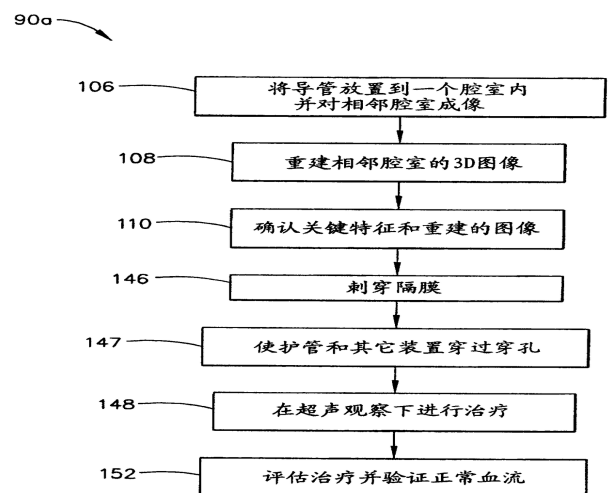 90a
106
将导管放置到一个腔室内
并对相邻腔室成像
108
重建相邻腔室的3D图像
110
确认关键特征和重建的图像
146
刺穿隔膜
147
使护管和其它装置穿过穿孔
148
在超声观察下进行治疗
152
评估治疗并验证正常血流